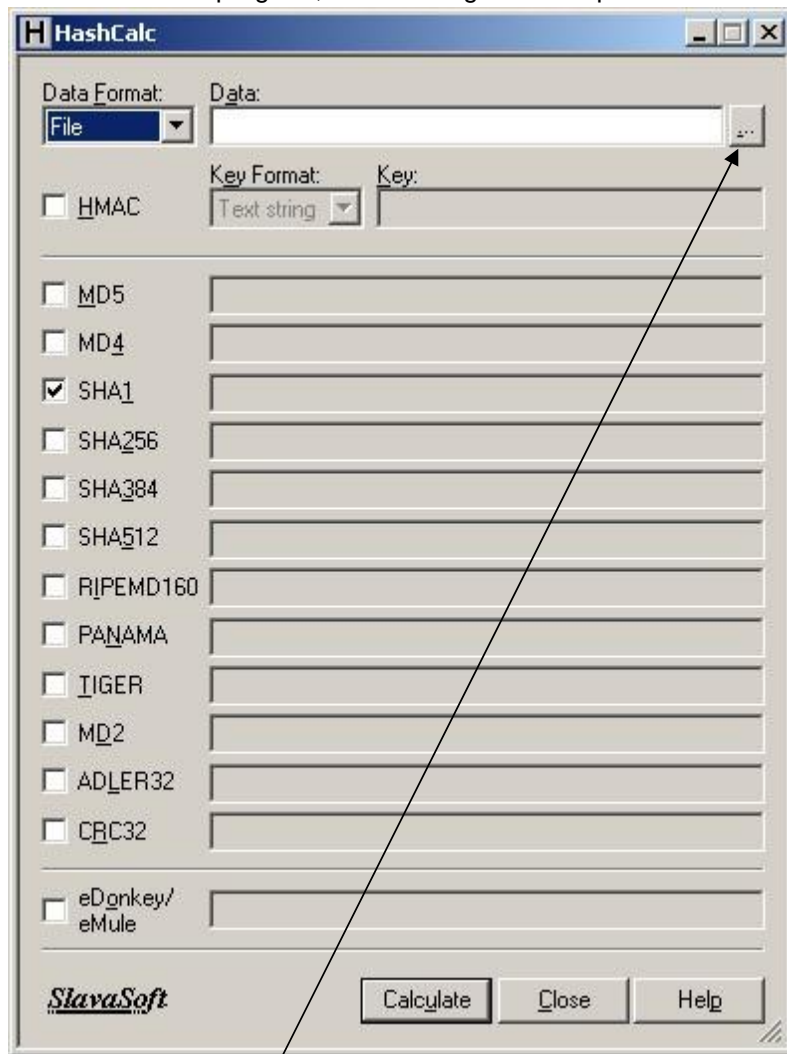 HashCalc
Data Format: Data:
File ...
HMAC Key Format: Key:
Text string
MD5
MD4
SHA1
SHA256
SHA384
SHA512
RIPEMD160
PANAMA
TIGER
MD2
ADLER32
CRC32
eDonkey/
eMule
SlavaSoft Calculate Close Help